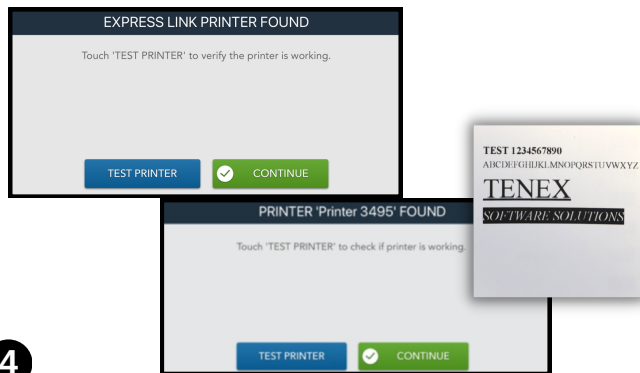 EXPRESS LINK PRINTER FOUND
Touch 'TEST PRINTER' to verify the printer is working.
TEST PRINTER
CONTINUE
TEST 1234567890
ABCDEFGHIJKLMNOPQRSTUVWXYZ
TENEX
SOFTWARE SOLUTIONS
PRINTER 'Printer 3495' FOUND
Touch 'TEST PRINTER' to check if printer is working.
TEST PRINTER
CONTINUE
4